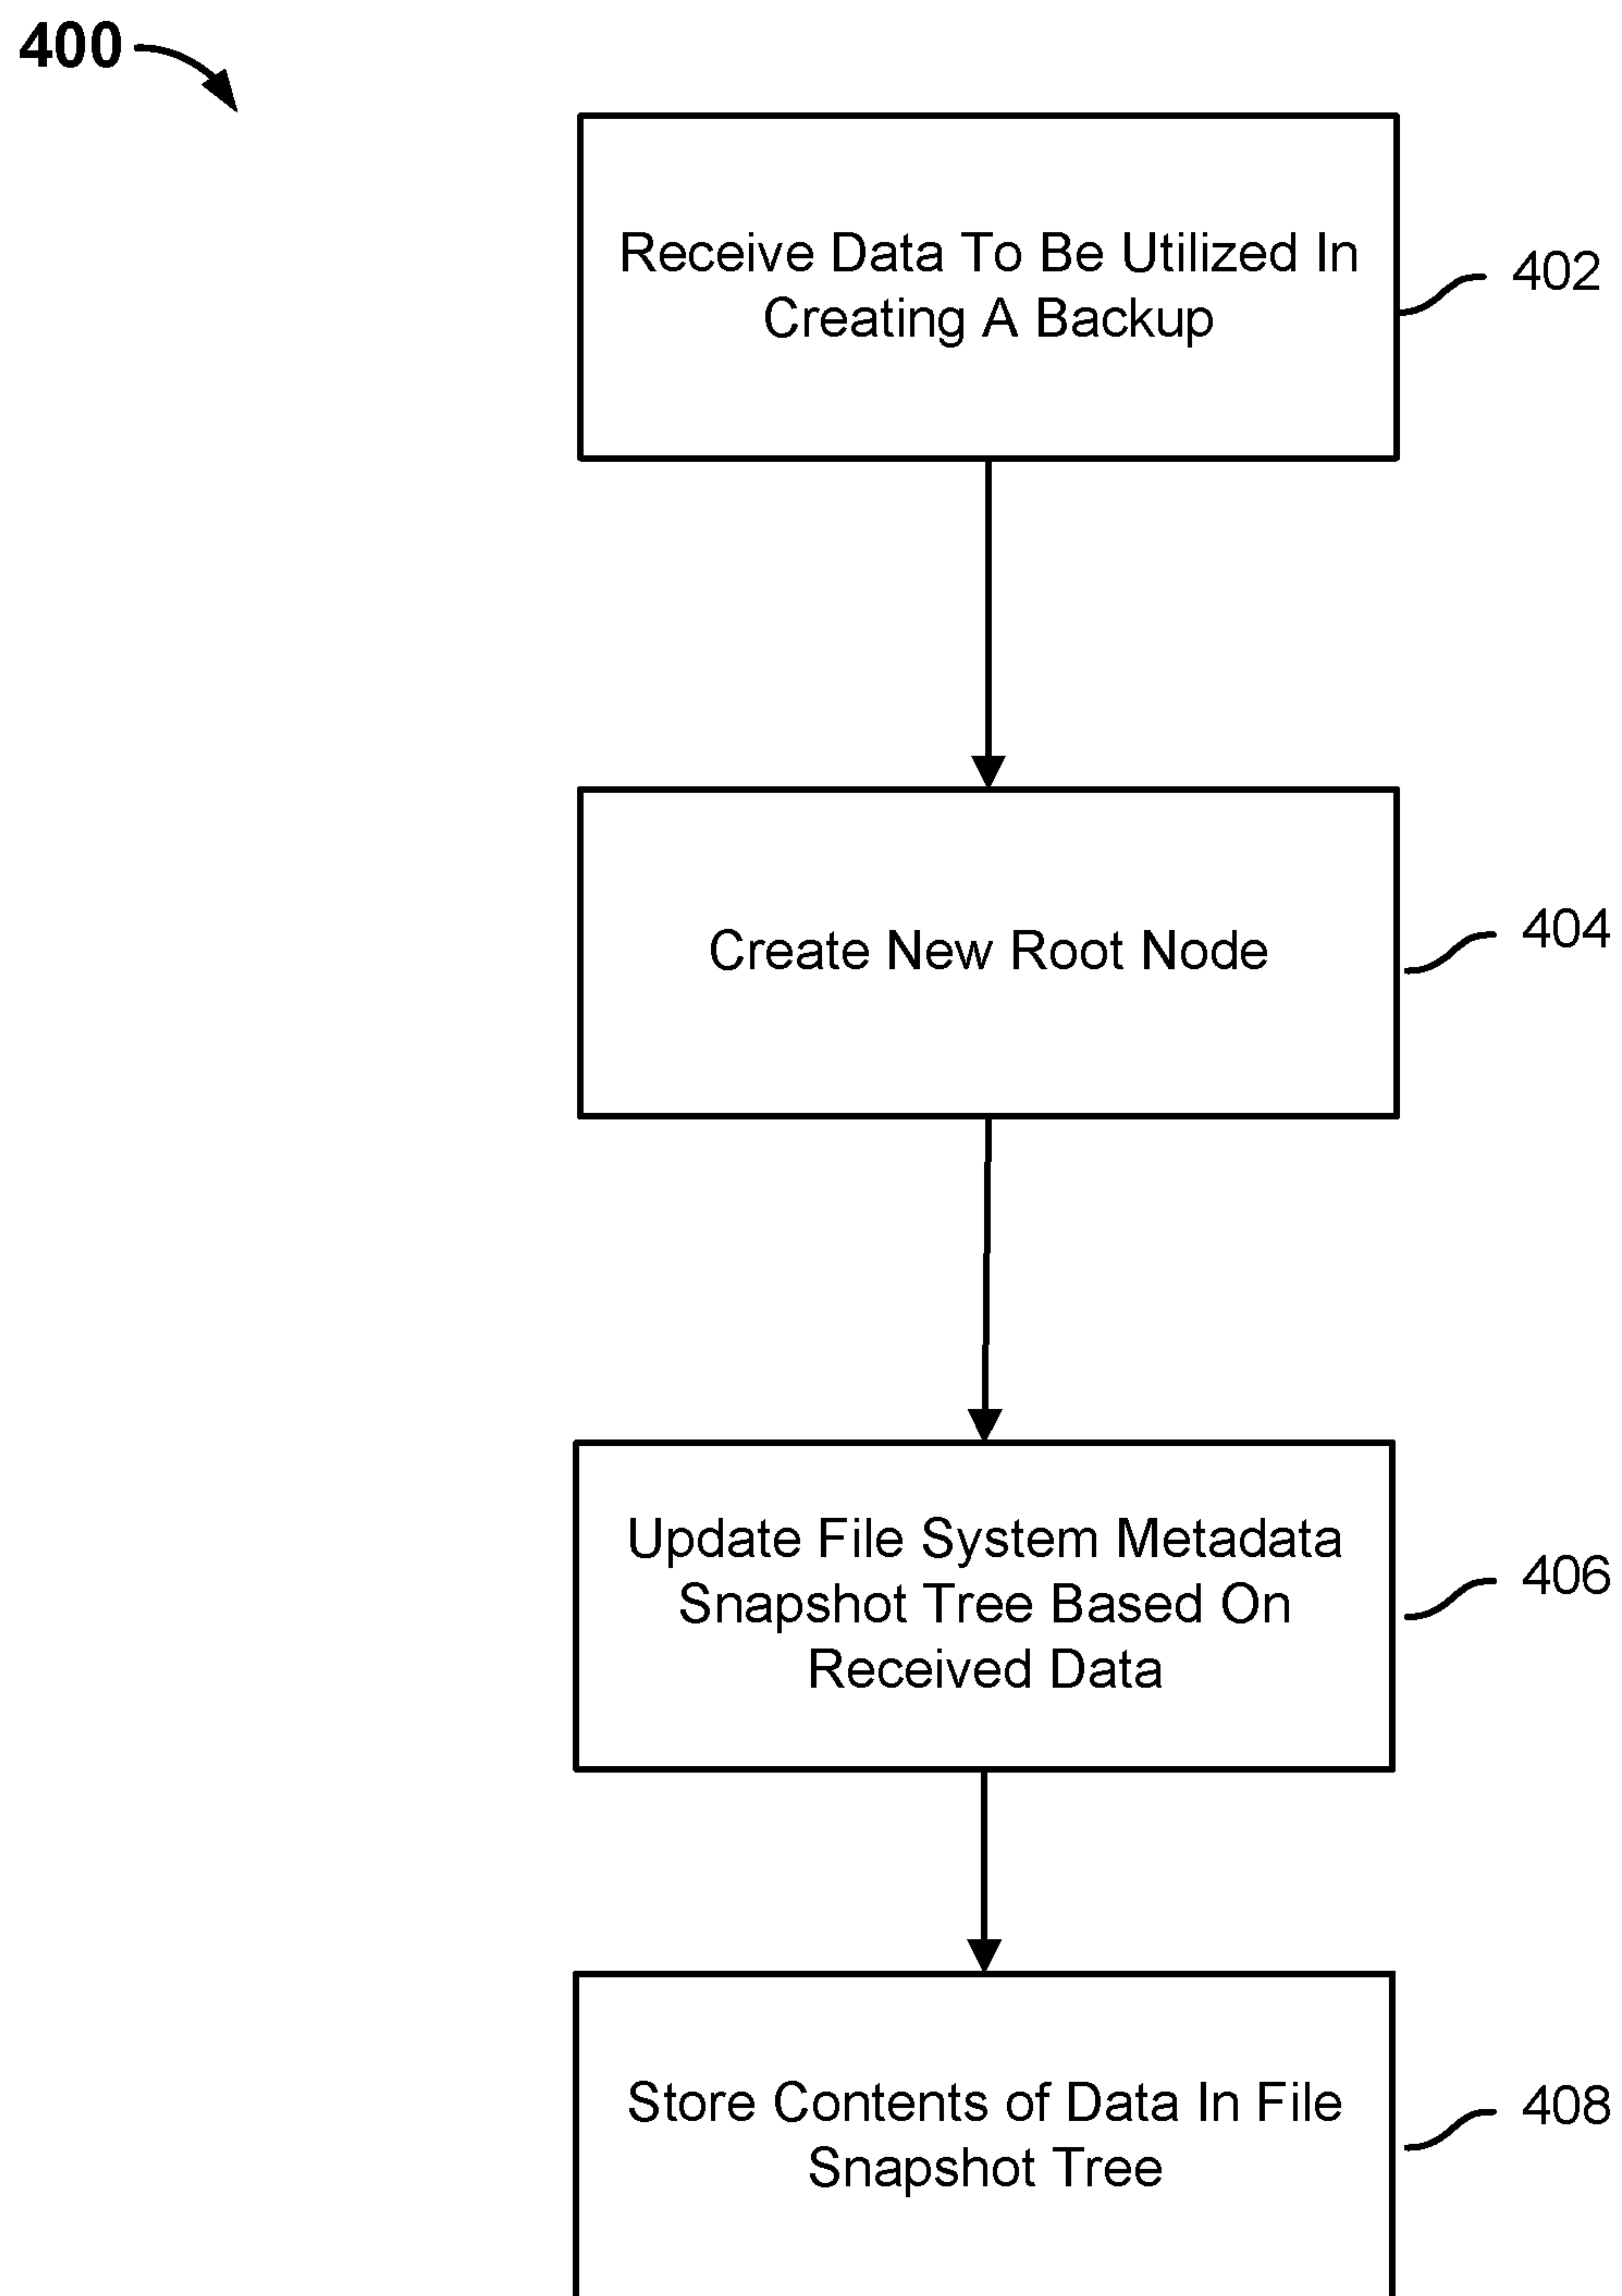 400
Receive Data To Be Utilized In
Creating A Backup
402
Create New Root Node
404
Update File System Metadata
Snapshot Tree Based On
Received Data
406
Store Contents of Data In File
Snapshot Tree
408